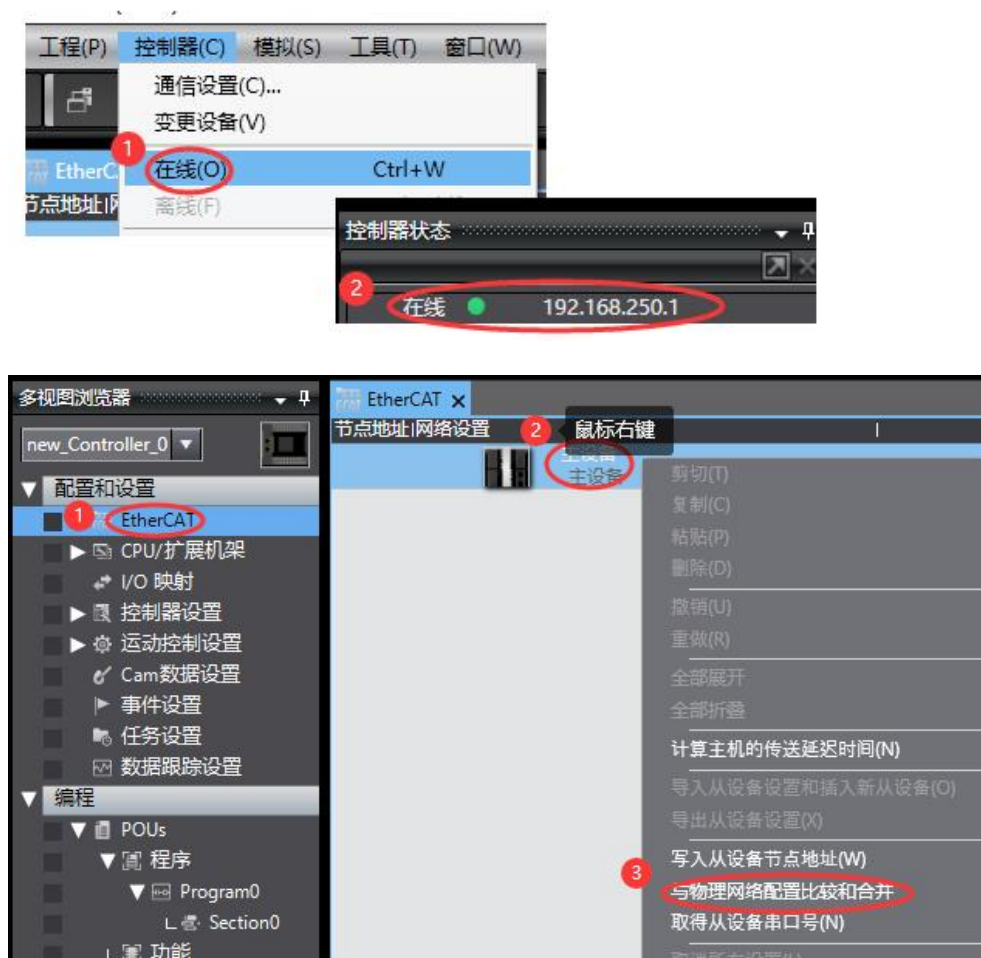 工程(P) 控制器(C) 模拟(S) 工具(T) 窗口(W)
通信设置(C)...
变更设备(V)
1
EtherC
在线(O) Ctrl+W
节点地址|网
离线(F)
控制器状态
2
在线 192.168.250.1
多视图浏览器
new_Controller_0
配置和设置
1 EtherCAT
CPU/扩展机架
I/O 映射
控制器设置
运动控制设置
Cam数据设置
事件设置
任务设置
数据跟踪设置
编程
POUs
程序
Program0
Section0
功能
EtherCAT
节点地址|网络设置
2 鼠标右键
主设备
主设备
剪切(T)
复制(C)
粘贴(P)
删除(D)
撤销(U)
重做(R)
全部展开
全部折叠
计算主机的传送延迟时间(N)
导入从设备设置和插入新从设备(O)
导出从设备设置(X)
写入从设备节点地址(W)
3
与物理网络配置比较和合并
取得从设备串口号(N)